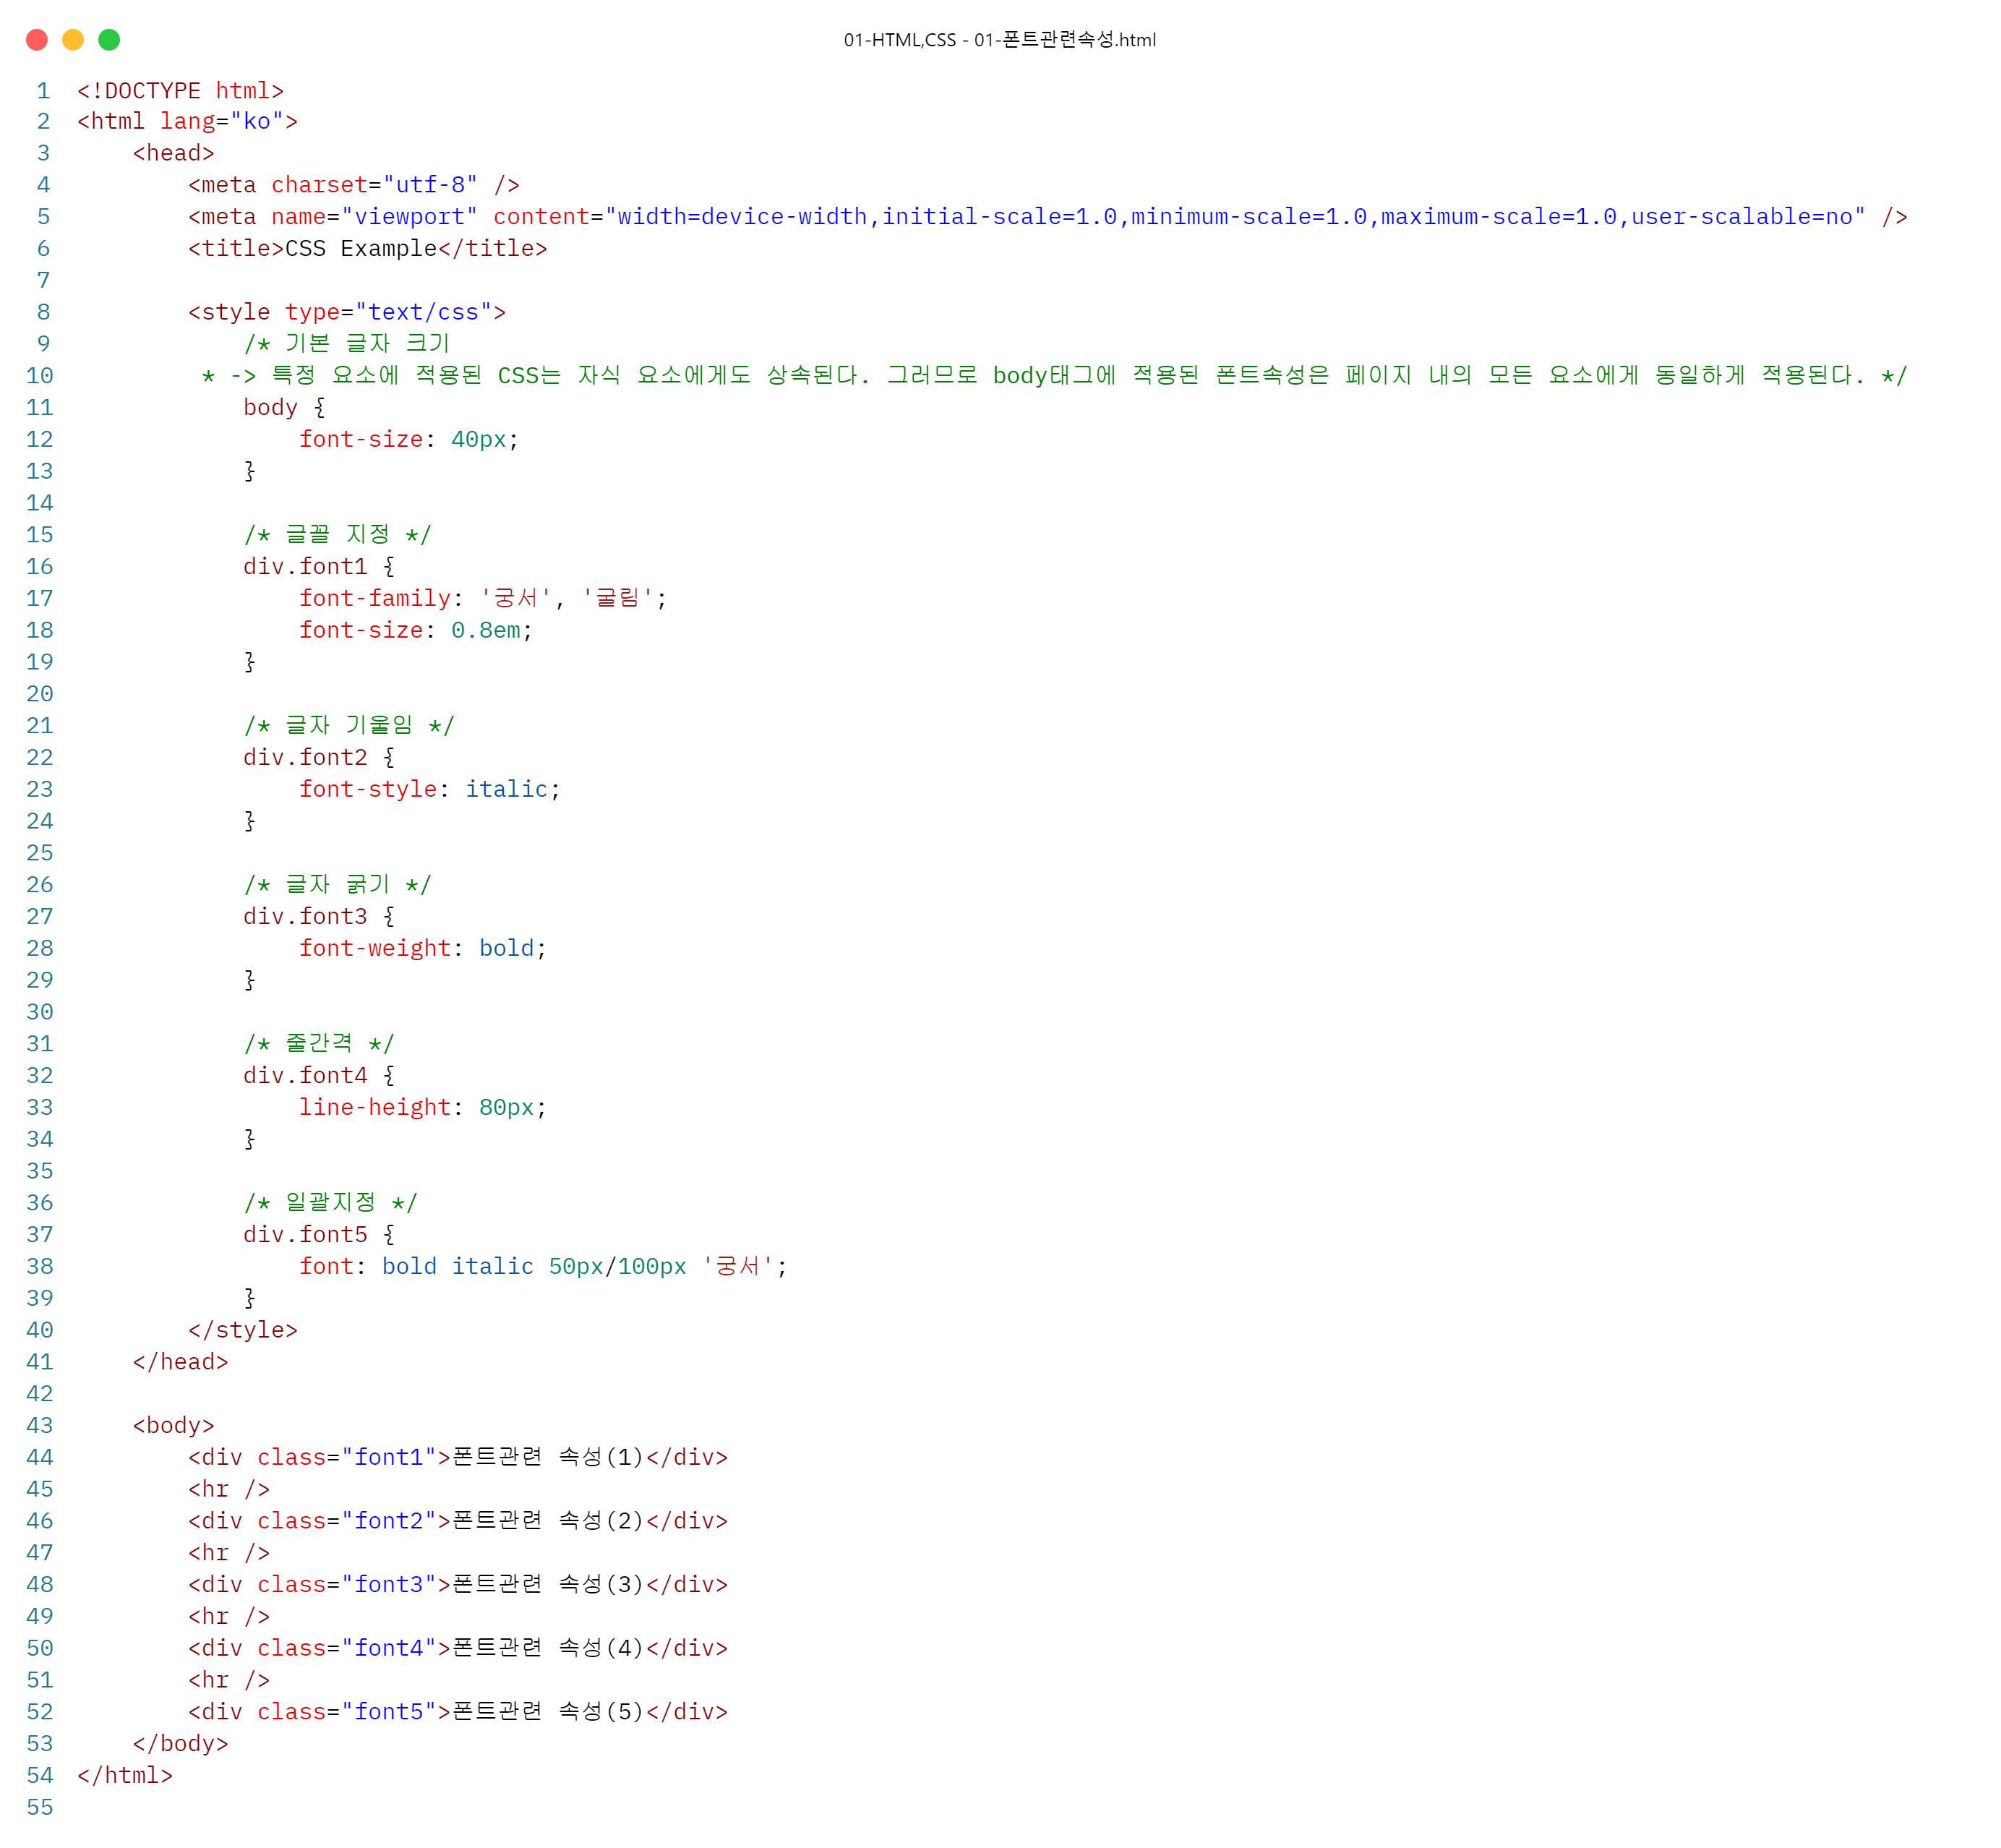 01-HTML,CSS - 01-폰트관련속성.html
1 <!DOCTYPE html>
2 <html lang="ko">
3     <head>
4         <meta charset="utf-8" />
5         <meta name="viewport" content="width=device-width,initial-scale=1.0,minimum-scale=1.0,maximum-scale=1.0,user-scalable=no" />
6         <title>CSS Example</title>
7
8         <style type="text/css">
9             /* 기본 글자 크기
10          * -> 특정 요소에 적용된 CSS는 자식 요소에게도 상속된다. 그러므로 body태그에 적용된 폰트속성은 페이지 내의 모든 요소에게 동일하게 적용된다. */
11             body {
12                 font-size: 40px;
13             }
14
15             /* 글꼴 지정 */
16             div.font1 {
17                 font-family: '궁서', '굴림';
18                 font-size: 0.8em;
19             }
20
21             /* 글자 기울임 */
22             div.font2 {
23                 font-style: italic;
24             }
25
26             /* 글자 굵기 */
27             div.font3 {
28                 font-weight: bold;
29             }
30
31             /* 줄간격 */
32             div.font4 {
33                 line-height: 80px;
34             }
35
36             /* 일괄지정 */
37             div.font5 {
38                 font: bold italic 50px/100px '궁서';
39             }
40         </style>
41     </head>
42
43     <body>
44         <div class="font1">폰트관련 속성(1)</div>
45         <hr />
46         <div class="font2">폰트관련 속성(2)</div>
47         <hr />
48         <div class="font3">폰트관련 속성(3)</div>
49         <hr />
50         <div class="font4">폰트관련 속성(4)</div>
51         <hr />
52         <div class="font5">폰트관련 속성(5)</div>
53     </body>
54 </html>
55